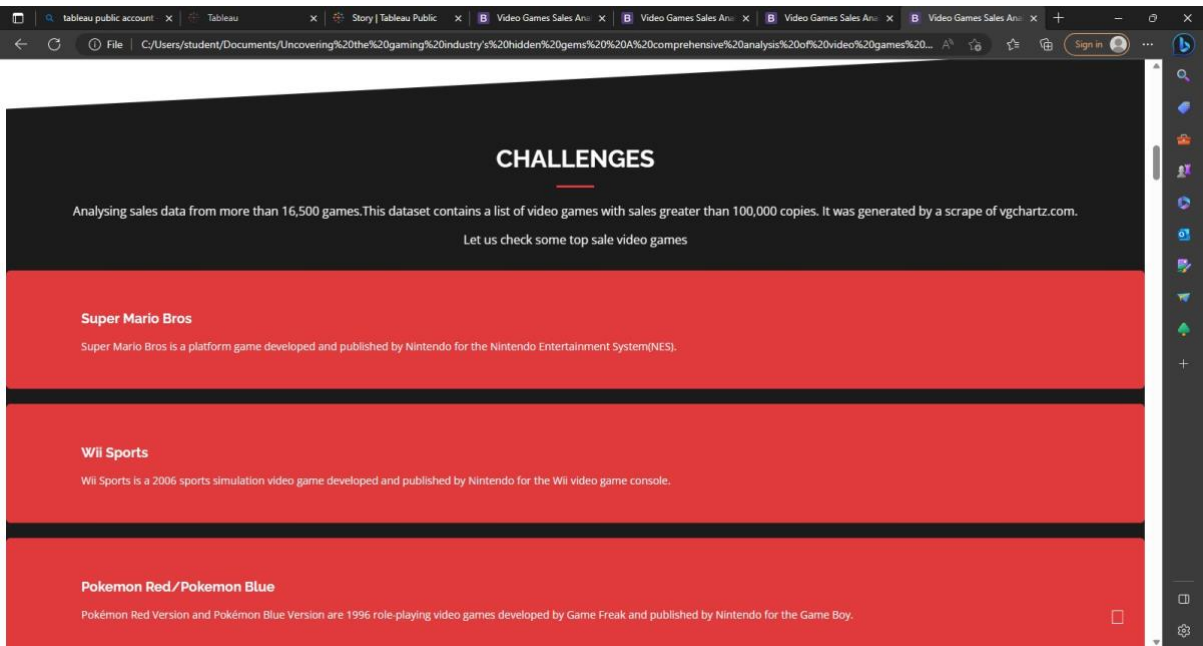 tableau public account
Tableau
Story | Tableau Public
Video Games Sales Ana
Video Games Sales Ana
Video Games Sales Ana
Video Games Sales Ana
File
C:/Users/student/Documents/Uncovering%20the%20gaming%20industry's%20hidden%20gems%20%20A%20comprehensive%20analysis%20of%20video%20games%20...
Sign in
CHALLENGES
Analysing sales data from more than 16,500 games.This dataset contains a list of video games with sales greater than 100,000 copies. It was generated by a scrape of vgchartz.com.
Let us check some top sale video games
Super Mario Bros
Super Mario Bros is a platform game developed and published by Nintendo for the Nintendo Entertainment System(NES).
Wii Sports
Wii Sports is a 2006 sports simulation video game developed and published by Nintendo for the Wii video game console.
Pokemon Red/Pokemon Blue
Pokémon Red Version and Pokémon Blue Version are 1996 role-playing video games developed by Game Freak and published by Nintendo for the Game Boy.